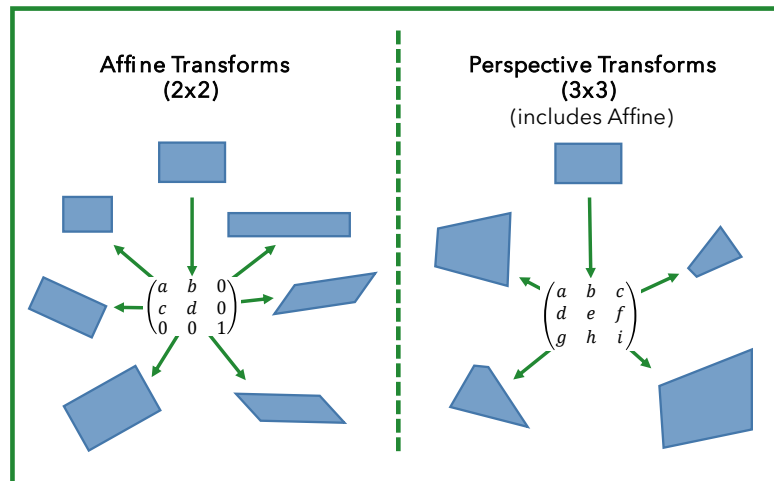 Affine Transforms
(2x2)
Perspective Transforms
(3x3)
(includes Affine)
a b 0
c d 0
0 0 1
a b c
d e f
g h i